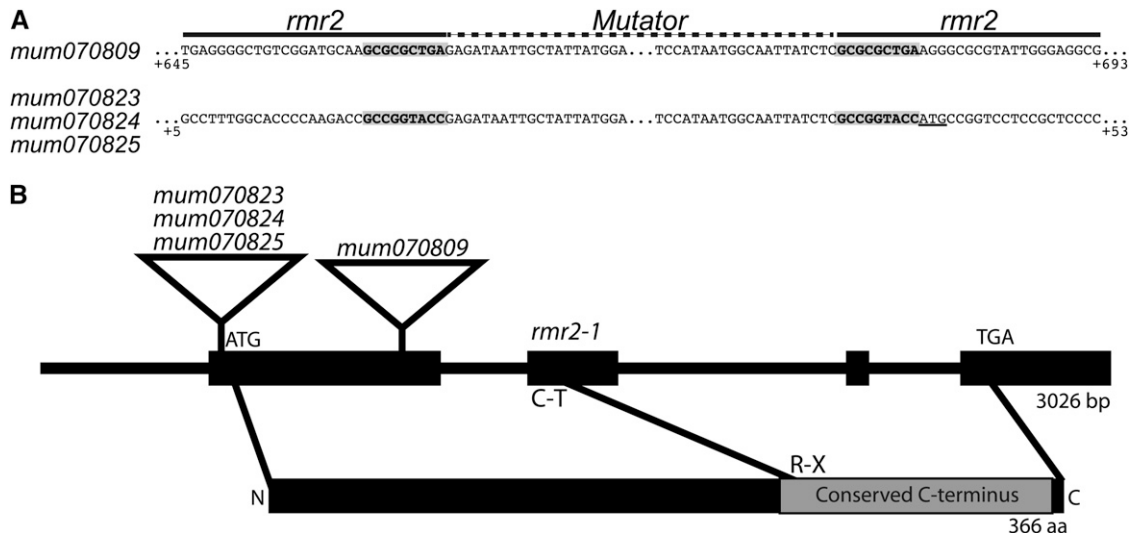 A
rmr2 Mutator rmr2
mum070809 ...TGAGGGGCTGTCGGATGCAAGCGCGCTGAGAGATAATTGCTATTATGGA...TCCATAATGGCAATTATCTCGCGCGCTGAAGGGCGCGTATTGGGAGGCG...
+645 +693
mum070823
mum070824 ...GCCTTTGGCACCCCAAGACCGCCGGTACCGAGATAATTGCTATTATGGA...TCCATAATGGCAATTATCTCGCCGGTACCATGCCGGTCCTCCGCTCCCC...
+5 +53
mum070825
B
mum070823
mum070824
mum070825
mum070809
ATG rmr2-1 TGA
C-T 3026 bp
R-X
N Conserved C-terminus C
366 aa